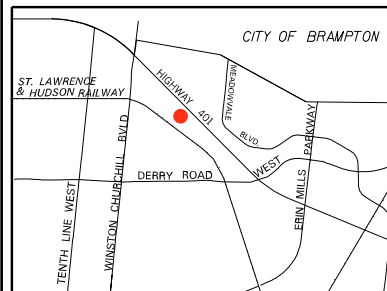 CITY OF BRAMPTON
ST. LAWRENCE
& HUDSON RAILWAY
HIGHWAY 401
MEADOWVALE
BLVD.
DERRY ROAD
WEST
TENTH LINE WEST
WINSTON CHURCHILL BVLD
ERIN MILLS PARKWAY